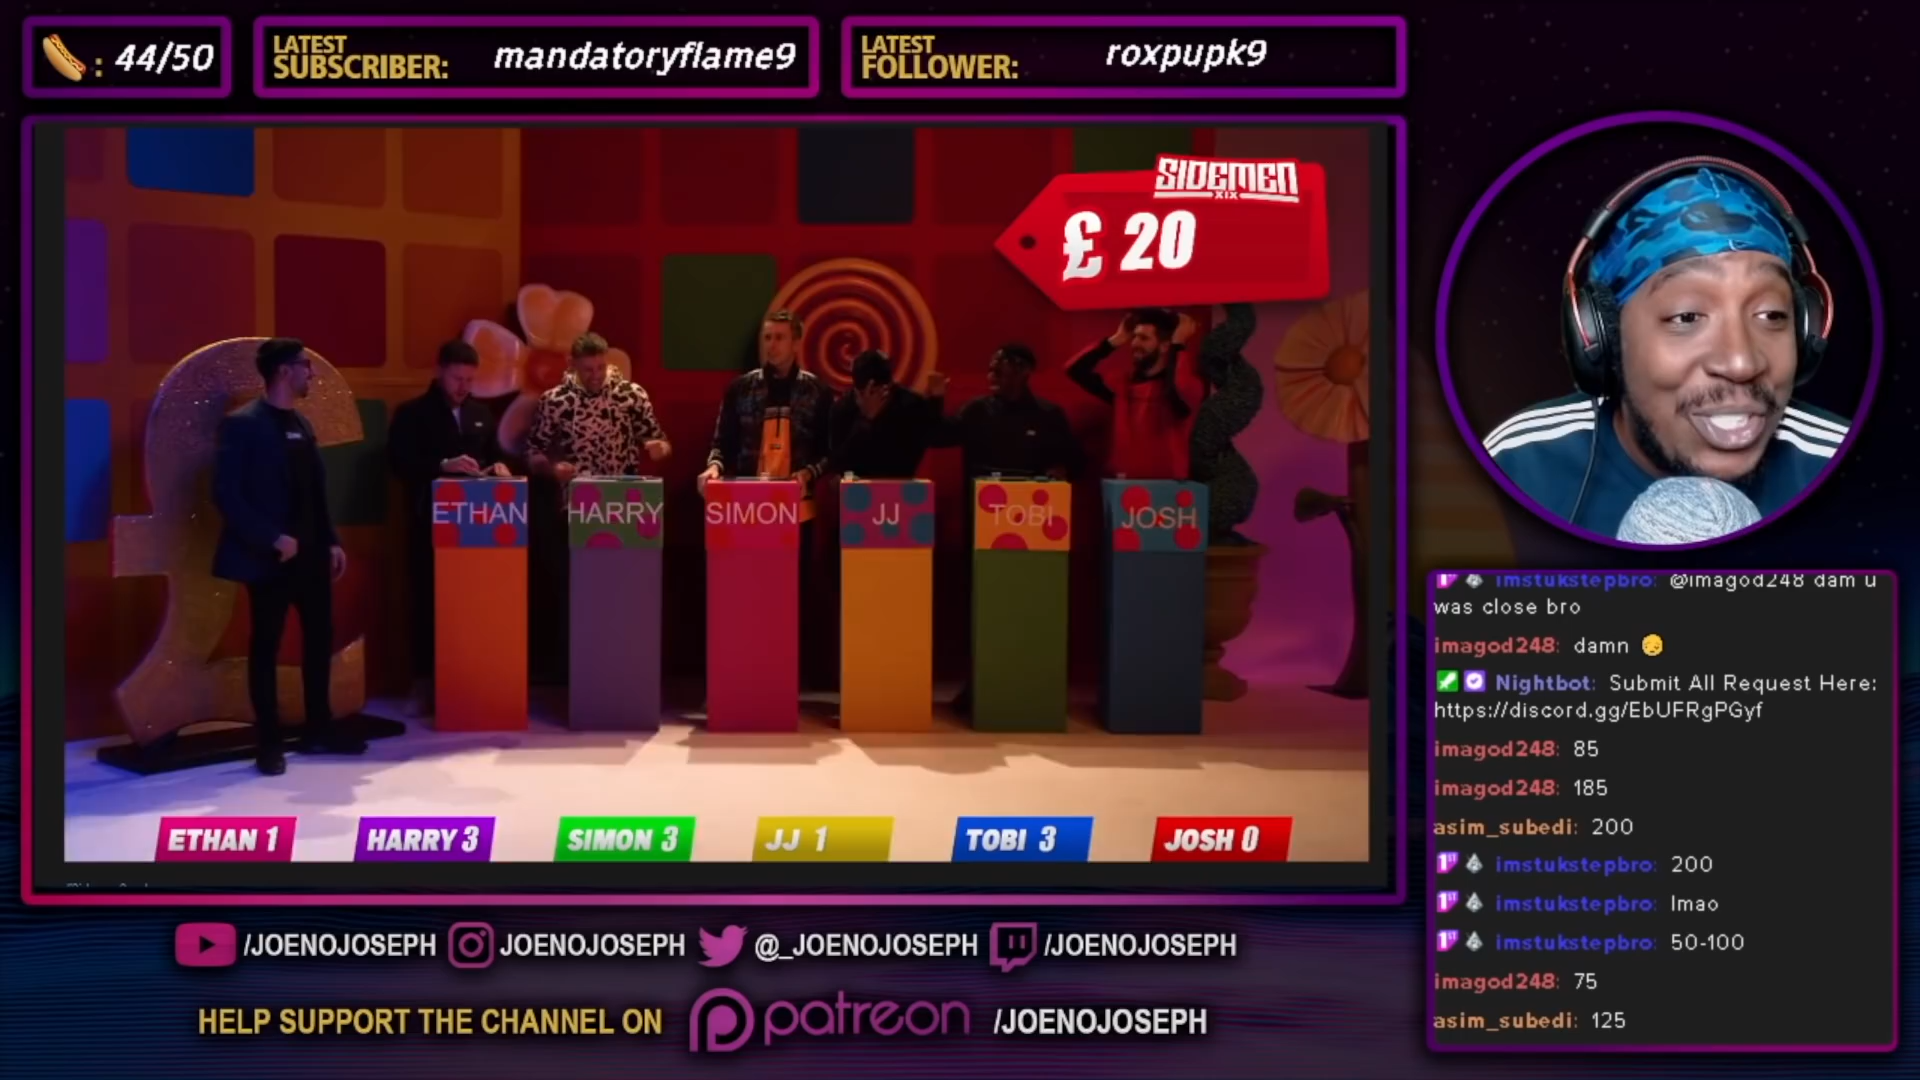 : 44/50
LATEST
SUBSCRIBER:
mandatoryflame9
LATEST
FOLLOWER:
roxpupk9
SIDEMEN
XIX
£ 20
ETHAN
HARRY
SIMON
JJ
TOBI
JOSH
ETHAN 1
HARRY 3
SIMON 3
JJ 1
TOBI 3
JOSH 0
imstukstepbro: @imagod248 dam u
was close bro
imagod248: damn 😔
Nightbot: Submit All Request Here:
https://discord.gg/EbUFRgPGyf
imagod248: 85
imagod248: 185
asim_subedi: 200
imstukstepbro: 200
imstukstepbro: lmao
imstukstepbro: 50-100
imagod248: 75
asim_subedi: 125
/JOENOJOSEPH
JOENOJOSEPH
@_JOENOJOSEPH
/JOENOJOSEPH
HELP SUPPORT THE CHANNEL ON
patreon
/JOENOJOSEPH